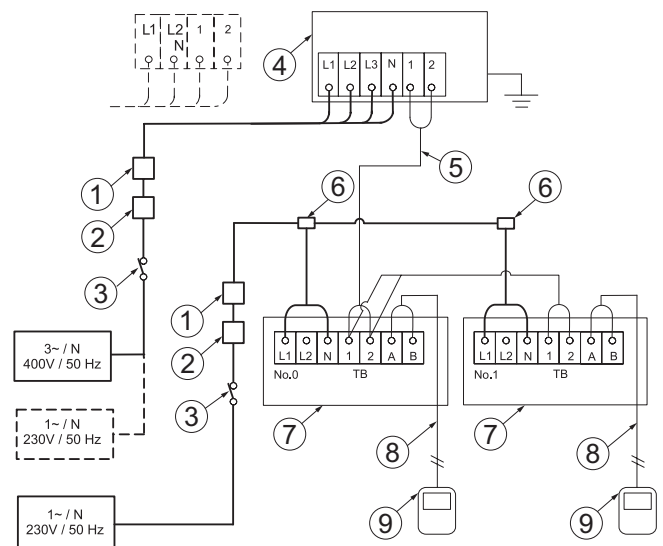 L1 L2 N 1 2
4
L1 L2 L3 N 1 2
5
1
2
3
6
6
1
2
3
3~ / N
400V / 50 Hz
1~ / N
230V / 50 Hz
1~ / N
230V / 50 Hz
L1 L2 N 1 2 A B
No.0 TB
L1 L2 N 1 2 A B
No.1 TB
7
7
8
8
9
9